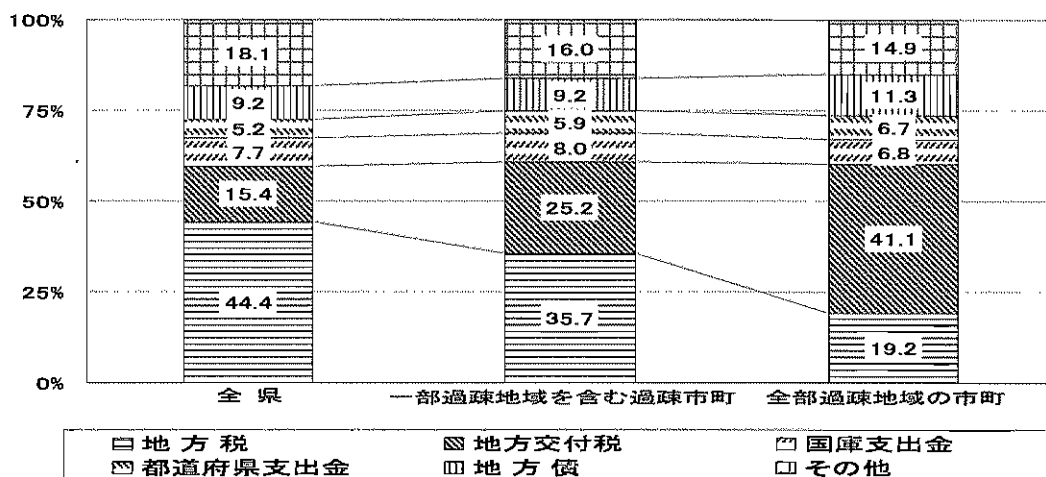 100%
75%
50%
25%
0%
18.1
9.2
5.2
7.7
15.4
44.4
16.0
9.2
5.9
8.0
25.2
35.7
14.9
11.3
6.7
6.8
41.1
19.2
全 県
一部過疎地域を含む過疎市町
全部過疎地域の市町
地 方 税
地方交付税
国庫支出金
都道府県支出金
地 方 債
その他